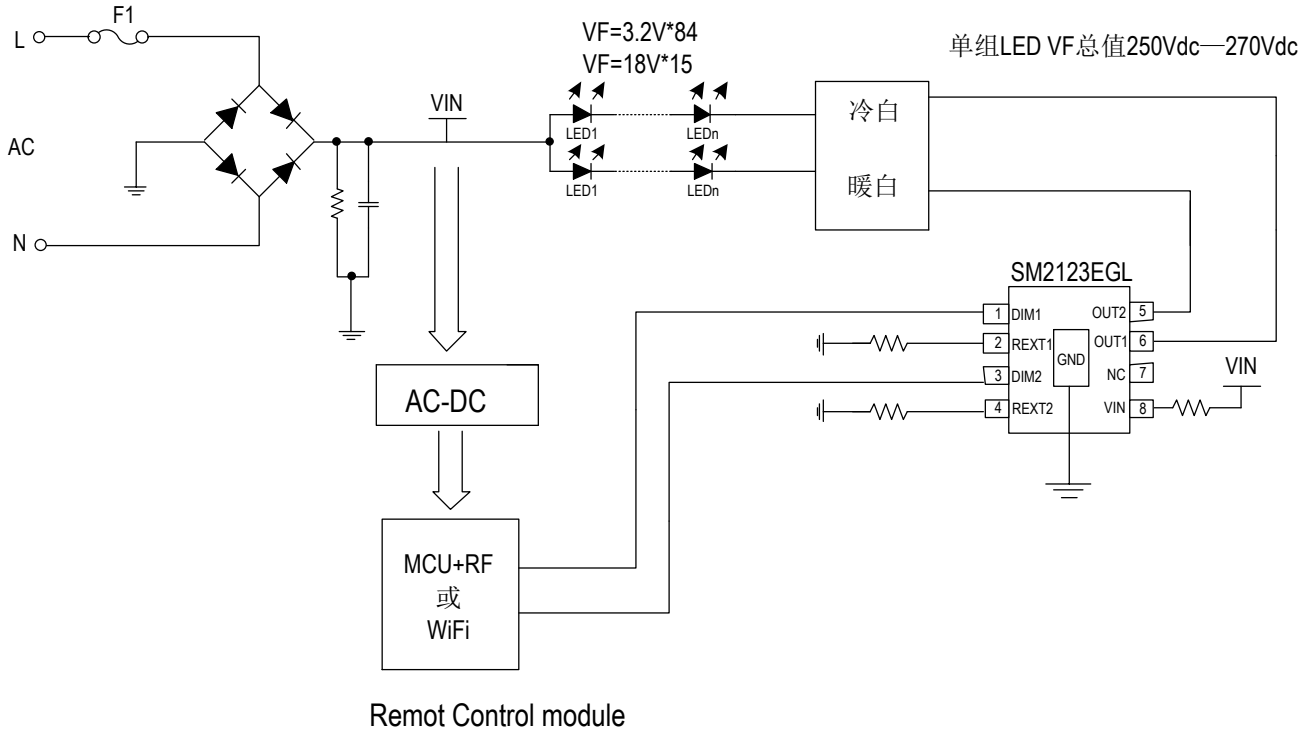 F1
L
AC
N
VIN
VF=3.2V*84
VF=18V*15
LED1
LEDn
LED1
LEDn
单组LED VF总值250Vdc—270Vdc
冷白
暖白
AC-DC
MCU+RF
或
WiFi
Remot Control module
SM2123EGL
1 DIM1
2 REXT1
3 DIM2
4 REXT2
GND
OUT2 5
OUT1 6
NC 7
VIN 8
VIN